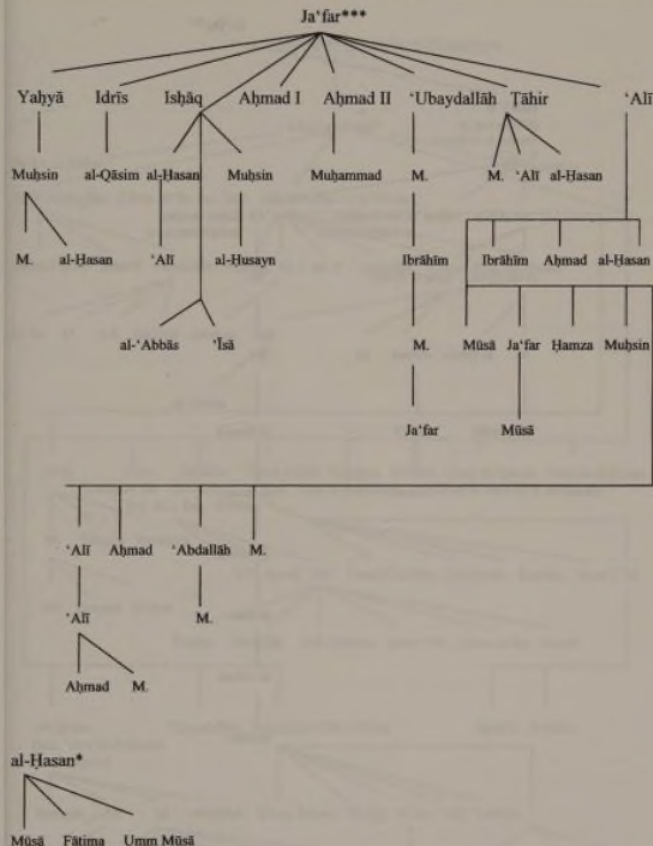 Ja‘far***
Yaḥyā Idrīs Isḥāq Aḥmad I Aḥmad II ‘Ubaydallāh Ṭāhir ‘Alī
Muḥsin al-Qāsim al-Ḥasan Muḥsin Muḥammad M. M. ‘Alī al-Ḥasan
M. al-Ḥasan ‘Alī al-Ḥusayn Ibrāhīm Ibrāhīm Aḥmad al-Ḥasan
al-‘Abbās ‘Īsā M. Mūsā Ja‘far Ḥamza Muḥsin
Ja‘far Mūsā
‘Alī Aḥmad ‘Abdallāh M.
‘Alī M.
Aḥmad M.
al-Ḥasan*
Mūsā Fāṭima Umm Mūsā